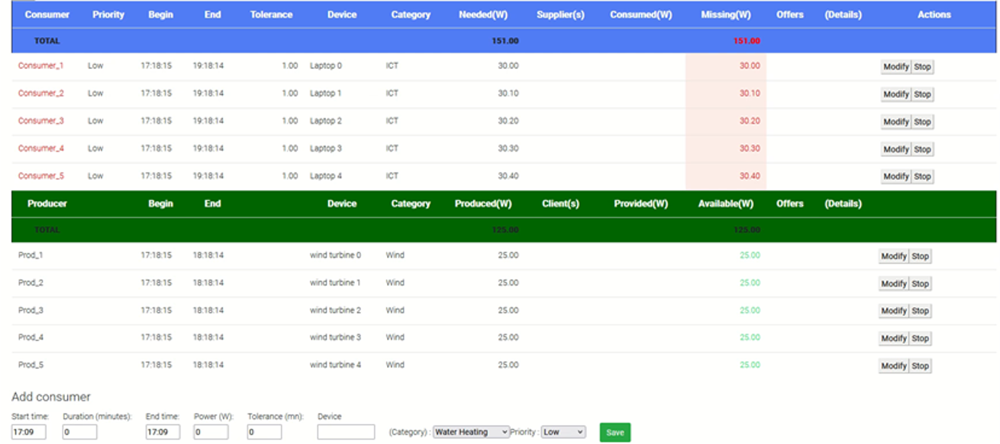 Consumer Priority Begin End Tolerance Device Category Needed(W) Supplier(s) Consumed(W) Missing(W) Offers (Details) Actions
TOTAL 151.00 151.00
Consumer_1 Low 17:18:15 19:18:14 1.00 Laptop 0 ICT 30.00 30.00 Modify Stop
Consumer_2 Low 17:18:15 19:18:14 1.00 Laptop 1 ICT 30.10 30.10 Modify Stop
Consumer_3 Low 17:18:15 19:18:14 1.00 Laptop 2 ICT 30.20 30.20 Modify Stop
Consumer_4 Low 17:18:15 19:18:14 1.00 Laptop 3 ICT 30.30 30.30 Modify Stop
Consumer_5 Low 17:18:15 19:18:14 1.00 Laptop 4 ICT 30.40 30.40 Modify Stop
Producer Begin End Device Category Produced(W) Client(s) Provided(W) Available(W) Offers (Details)
TOTAL 125.00 125.00
Prod_1 17:18:15 18:18:14 wind turbine 0 Wind 25.00 25.00 Modify Stop
Prod_2 17:18:15 18:18:14 wind turbine 1 Wind 25.00 25.00 Modify Stop
Prod_3 17:18:15 18:18:14 wind turbine 2 Wind 25.00 25.00 Modify Stop
Prod_4 17:18:15 18:18:14 wind turbine 3 Wind 25.00 25.00 Modify Stop
Prod_5 17:18:15 18:18:14 wind turbine 4 Wind 25.00 25.00 Modify Stop
Add consumer
Start time: Duration (minutes): End time: Power (W): Tolerance (mn): Device
17:09 0 17:09 0 0 (Category) : Water Heating Priority : Low Save